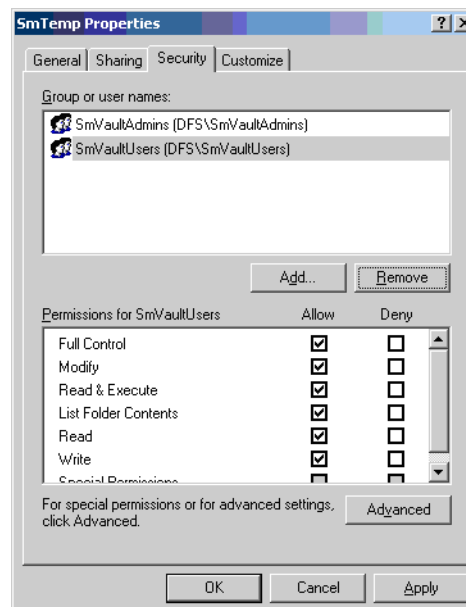 SmTemp Properties
General Sharing Security Customize
Group or user names:
SmVaultAdmins (DFS\SmVaultAdmins)
SmVaultUsers (DFS\SmVaultUsers)
Add... Remove
Permissions for SmVaultUsers Allow Deny
Full Control
Modify
Read & Execute
List Folder Contents
Read
Write
Special Permissions
For special permissions or for advanced settings, Advanced
click Advanced.
OK Cancel Apply